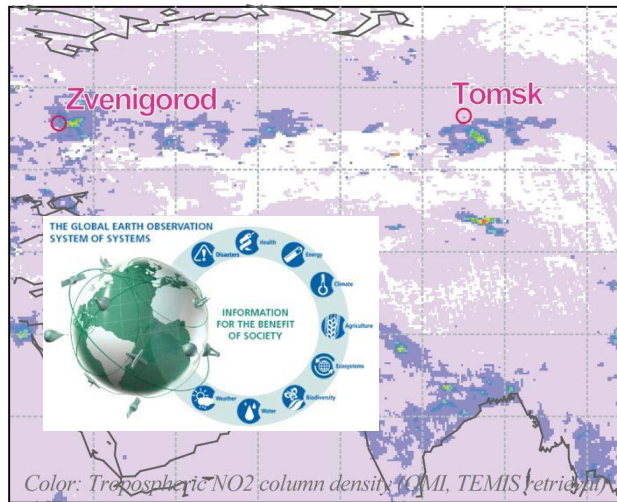 Zvenigorod
Tomsk
THE GLOBAL EARTH OBSERVATION
SYSTEM OF SYSTEMS
Disasters
Health
Energy
Climate
Agriculture
Ecosystems
Biodiversity
Water
Weather
INFORMATION
FOR THE BENEFIT
OF SOCIETY
Color: Tropospheric NO2 column density (OMI, TEMIS retrieval)